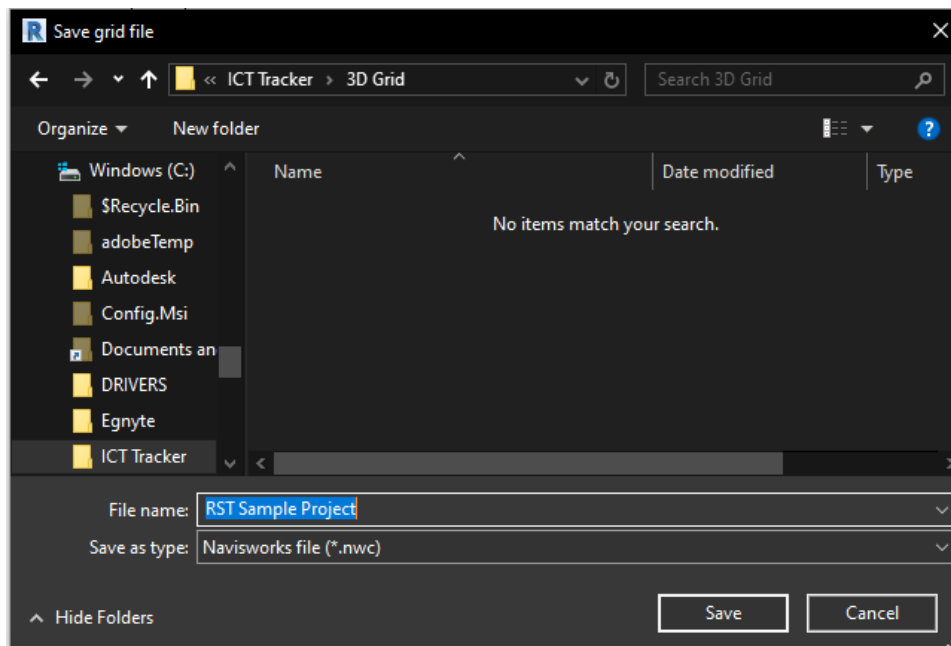 Save grid file
« ICT Tracker > 3D Grid
Search 3D Grid
Organize
New folder
Windows (C:)
$Recycle.Bin
adobeTemp
Autodesk
Config.Msi
Documents an
DRIVERS
Egnyte
ICT Tracker
Name
Date modified
Type
No items match your search.
File name: RST Sample Project
Save as type: Navisworks file (*.nwc)
Hide Folders
Save
Cancel